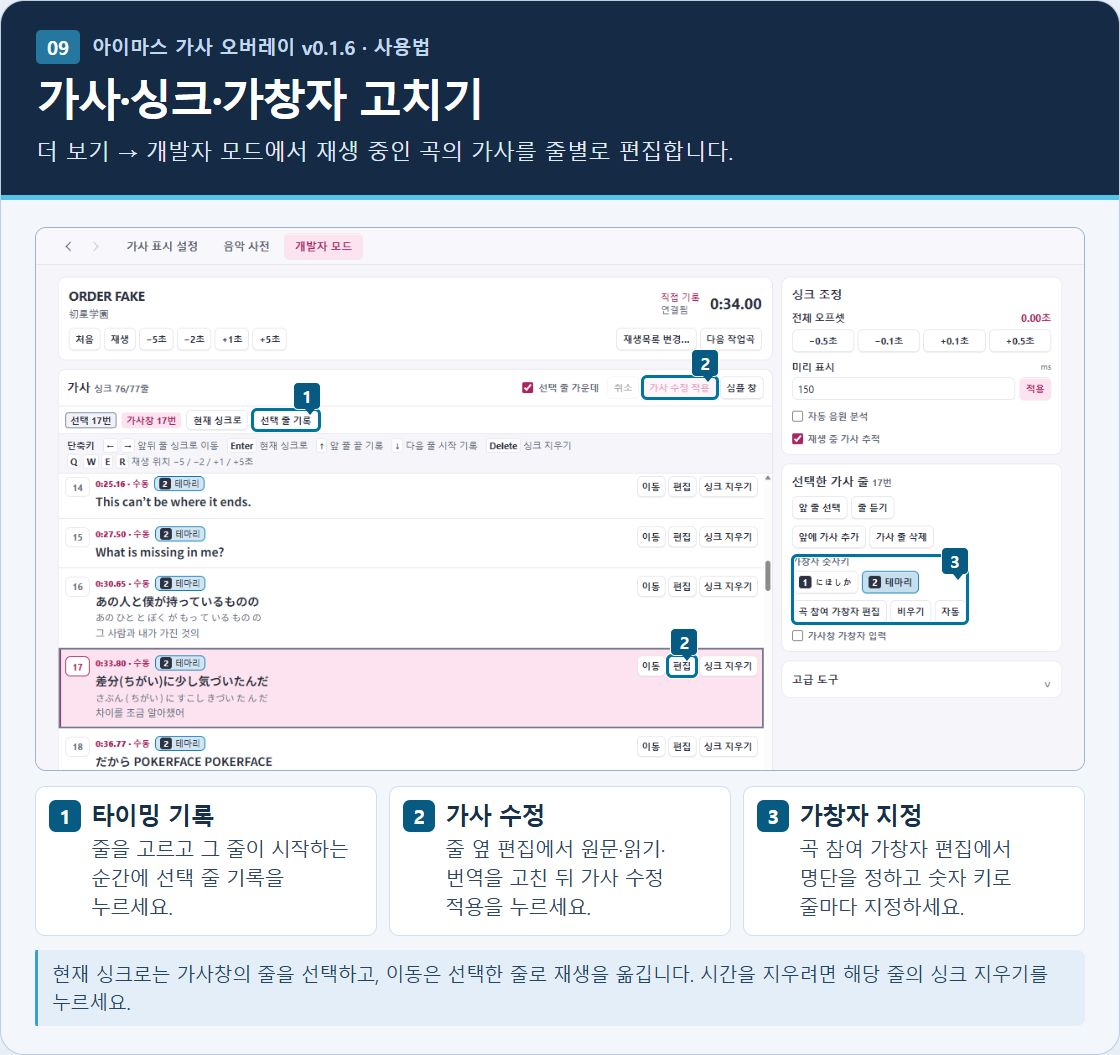 09 아이마스 가사 오버레이 v0.1.6 · 사용법
가사·싱크·가창자 고치기
더 보기 → 개발자 모드에서 재생 중인 곡의 가사를 줄별로 편집합니다.
가사 표시 설정 음악 사전 개발자 모드
ORDER FAKE
初星学園
직접 기록
연결됨
0:34.00
처음 재생 −5초 −2초 +1초 +5초 재생목록 변경... 다음 작업곡
가사 싱크 76/77줄 선택 줄 가운데 취소 가사 수정 적용 심플 창
2
1
선택 17번 가사창 17번 현재 싱크로 선택 줄 기록
단축키 ← → 앞뒤 줄 싱크로 이동 Enter 현재 싱크로 ↑ 앞 줄 끝 기록 ↓ 다음 줄 시작 기록 Delete 싱크 지우기
Q W E R 재생 위치 −5 / −2 / +1 / +5초
14 0:25.16 · 수동 2 테마리 이동 편집 싱크 지우기
This can't be where it ends.
15 0:27.50 · 수동 2 테마리 이동 편집 싱크 지우기
What is missing in me?
16 0:30.65 · 수동 2 테마리 이동 편집 싱크 지우기
あの人と僕が持っているものの
あの ひと と ぼく が もっ て いる もの の
그 사람과 내가 가진 것의
2
17 0:33.80 · 수동 2 테마리 이동 편집 싱크 지우기
差分(ちがい)に少し気づいたんだ
さぶん ( ちがい ) に すこし きづい た ん だ
차이를 조금 알아챘어
18 0:36.77 · 수동 2 테마리 이동 편집 싱크 지우기
だから POKERFACE POKERFACE
싱크 조정
전체 오프셋 0.00초
−0.5초 −0.1초 +0.1초 +0.5초
미리 표시 ms
150 적용
자동 음원 분석
재생 중 가사 추적
선택한 가사 줄 17번
앞 줄 선택 줄 듣기
앞에 가사 추가 가사 줄 삭제
3
가창자 숫자키
1 にほしか 2 테마리
곡 참여 가창자 편집 비우기 자동
가사창 가창자 입력
고급 도구
1 타이밍 기록
줄을 고르고 그 줄이 시작하는
순간에 선택 줄 기록을
누르세요.
2 가사 수정
줄 옆 편집에서 원문·읽기·
번역을 고친 뒤 가사 수정
적용을 누르세요.
3 가창자 지정
곡 참여 가창자 편집에서
명단을 정하고 숫자 키로
줄마다 지정하세요.
현재 싱크로는 가사창의 줄을 선택하고, 이동은 선택한 줄로 재생을 옮깁니다. 시간을 지우려면 해당 줄의 싱크 지우기를
누르세요.